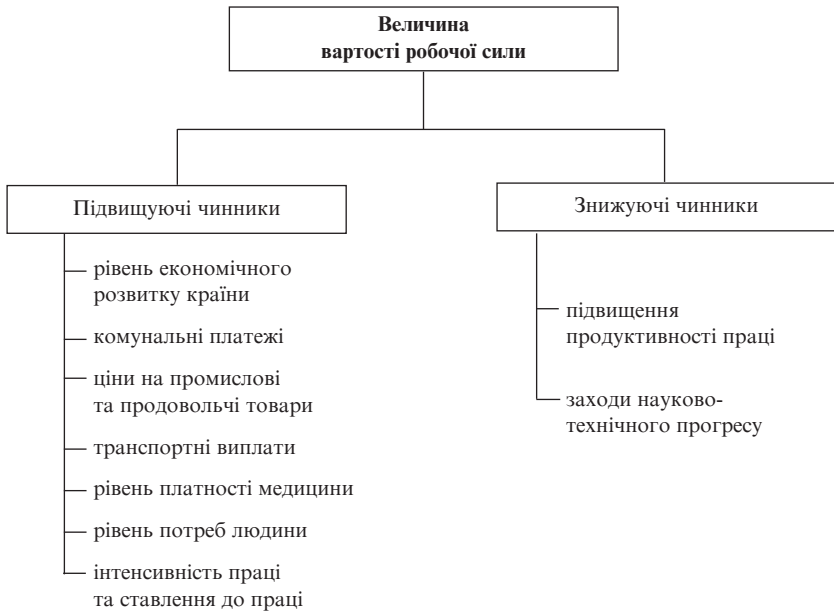 Величина
вартості робочої сили
Підвищуючі чинники
рівень економічного
розвитку країни
комунальні платежі
ціни на промислові
та продовольчі товари
транспортні виплати
рівень платності медицини
рівень потреб людини
інтенсивність праці
та ставлення до праці
Знижуючі чинники
підвищення
продуктивності праці
заходи науково-
технічного прогресу